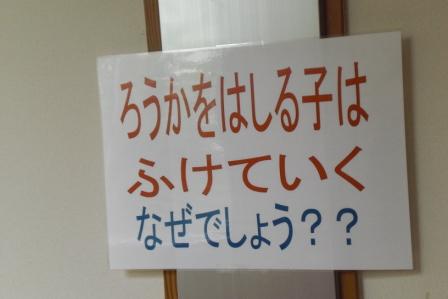 ろうかをはしる子は
ふけていく
なぜでしょう？？